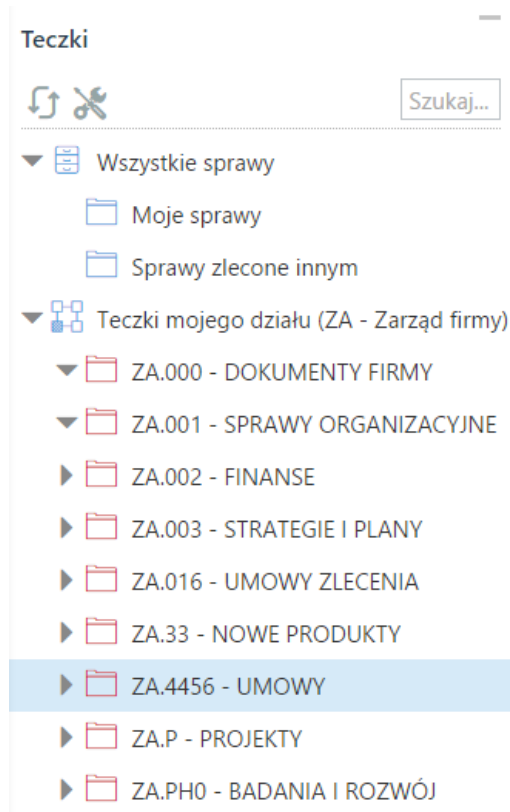 Teczki
Szukaj...
Wszystkie sprawy
Moje sprawy
Sprawy zlecone innym
Teczki mojego działu (ZA - Zarząd firmy)
ZA.000 - DOKUMENTY FIRMY
ZA.001 - SPRAWY ORGANIZACYJNE
ZA.002 - FINANSE
ZA.003 - STRATEGIE I PLANY
ZA.016 - UMOWY ZLECENIA
ZA.33 - NOWE PRODUKTY
ZA.4456 - UMOWY
ZA.P - PROJEKTY
ZA.PH0 - BADANIA I ROZWÓJ